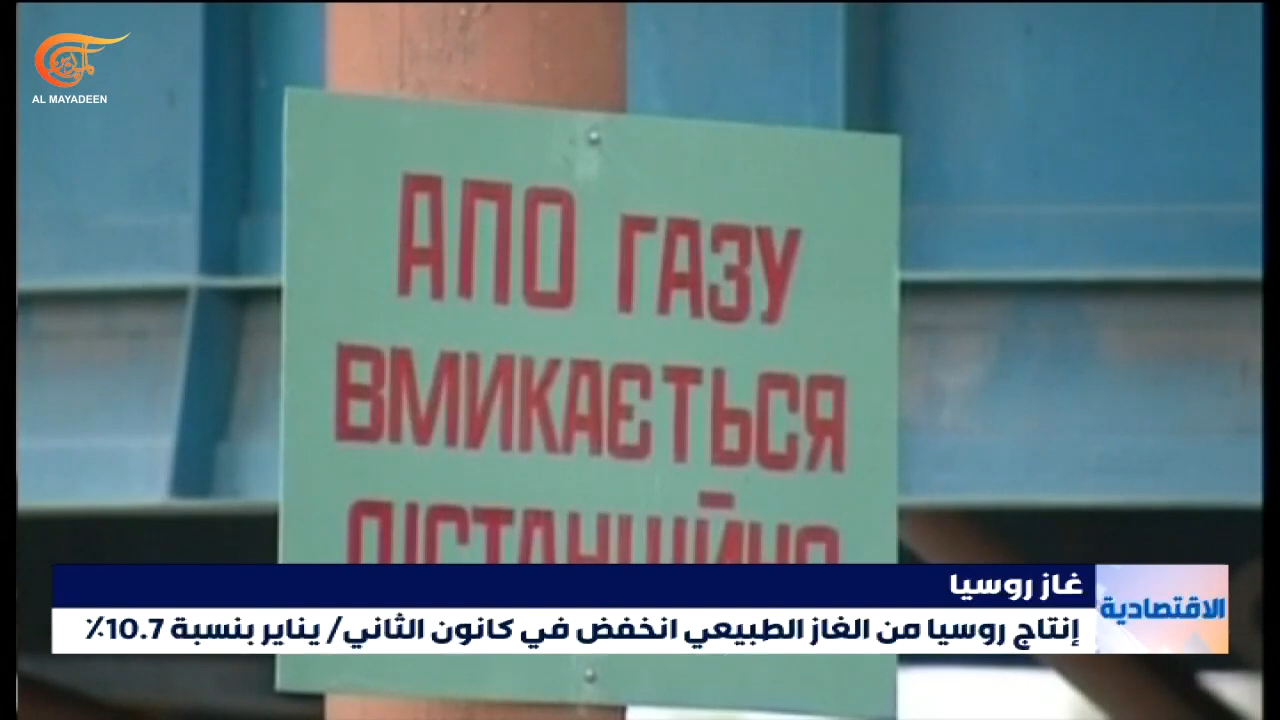 AL MAYADEEN
АПО ГАЗУ
ВМИКАЄТЬСЯ
ДІСТАНЦІЙНО
غاز روسيا
الاقتصادية
إنتاج روسيا من الغاز الطبيعي انخفض في كانون الثاني/ يناير بنسبة 10.7٪